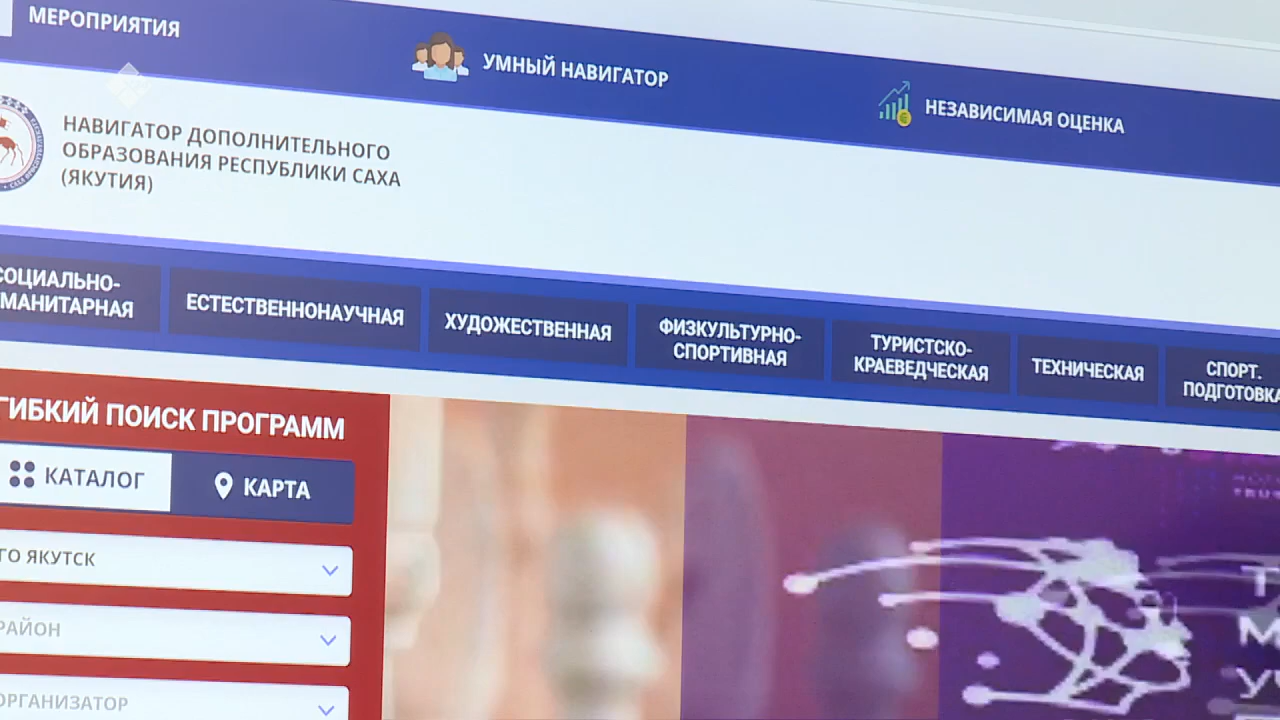 МЕРОПРИЯТИЯ
УМНЫЙ НАВИГАТОР
НЕЗАВИСИМАЯ ОЦЕНКА
НАВИГАТОР ДОПОЛНИТЕЛЬНОГО
ОБРАЗОВАНИЯ РЕСПУБЛИКИ САХА
(ЯКУТИЯ)
СОЦИАЛЬНО-
МАНИТАРНАЯ
ЕСТЕСТВЕННОНАУЧНАЯ
ХУДОЖЕСТВЕННАЯ
ФИЗКУЛЬТУРНО-
СПОРТИВНАЯ
ТУРИСТСКО-
КРАЕВЕДЧЕСКАЯ
ТЕХНИЧЕСКАЯ
СПОРТ.
ПОДГОТОВКА
ГИБКИЙ ПОИСК ПРОГРАММ
КАТАЛОГ
КАРТА
ГО ЯКУТСК
РАЙОН
ОРГАНИЗАТОР